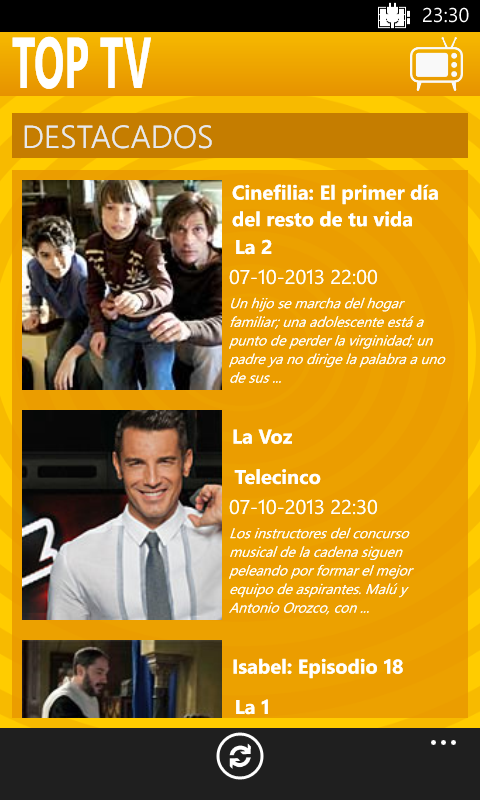 23:30
TOP TV
DESTACADOS
Cinefilia: El primer día
del resto de tu vida
La 2
07-10-2013 22:00
Un hijo se marcha del hogar
familiar; una adolescente está a
punto de perder la virginidad; un
padre ya no dirige la palabra a uno
de sus ...
La Voz
Telecinco
07-10-2013 22:30
Los instructores del concurso
musical de la cadena siguen
peleando por formar el mejor
equipo de aspirantes. Malú y
Antonio Orozco, con ...
Isabel: Episodio 18
La 1